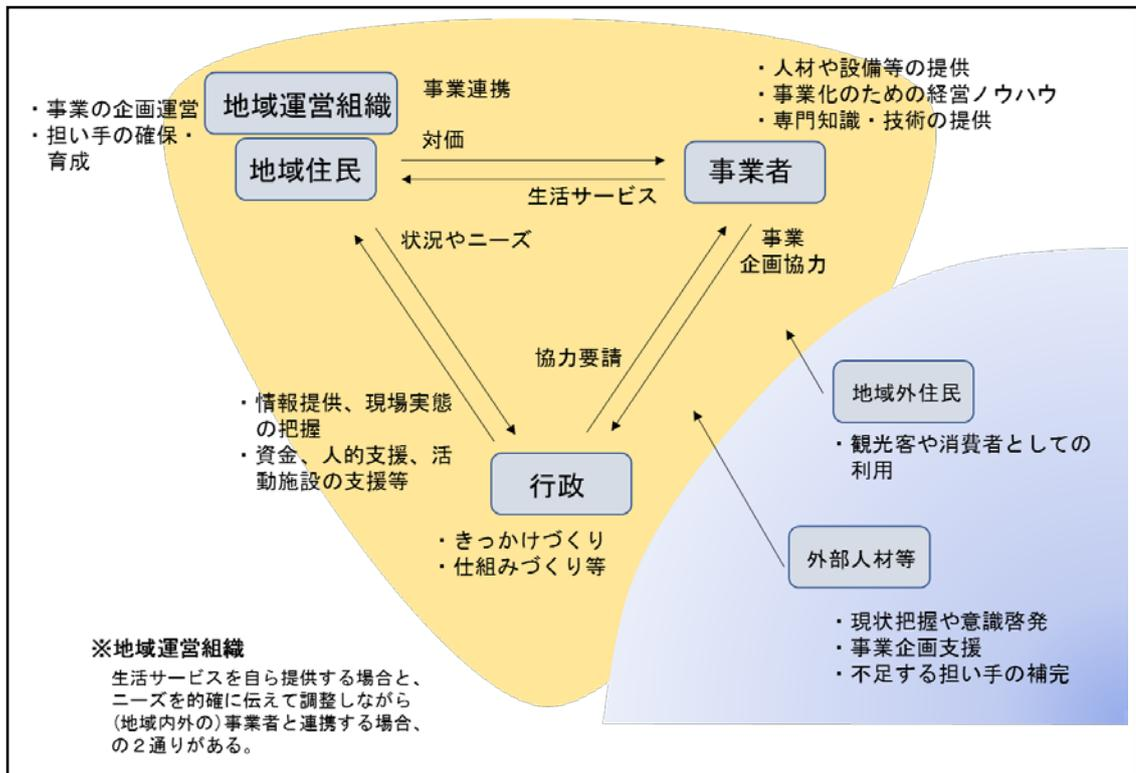 地域運営組織
・事業の企画運営
・担い手の確保・
育成
地域住民
事業連携
対価
生活サービス
・人材や設備等の提供
・事業化のための経営ノウハウ
・専門知識・技術の提供
事業者
状況やニーズ
事業
企画協力
協力要請
・情報提供、現場実態
の把握
・資金、人的支援、活
動施設の支援等
行政
・きっかけづくり
・仕組みづくり等
地域外住民
・観光客や消費者としての
利用
外部人材等
・現状把握や意識啓発
・事業企画支援
・不足する担い手の補完
※地域運営組織
生活サービスを自ら提供する場合と、
ニーズを的確に伝えて調整しながら
(地域内外の)事業者と連携する場合、
の２通りがある。